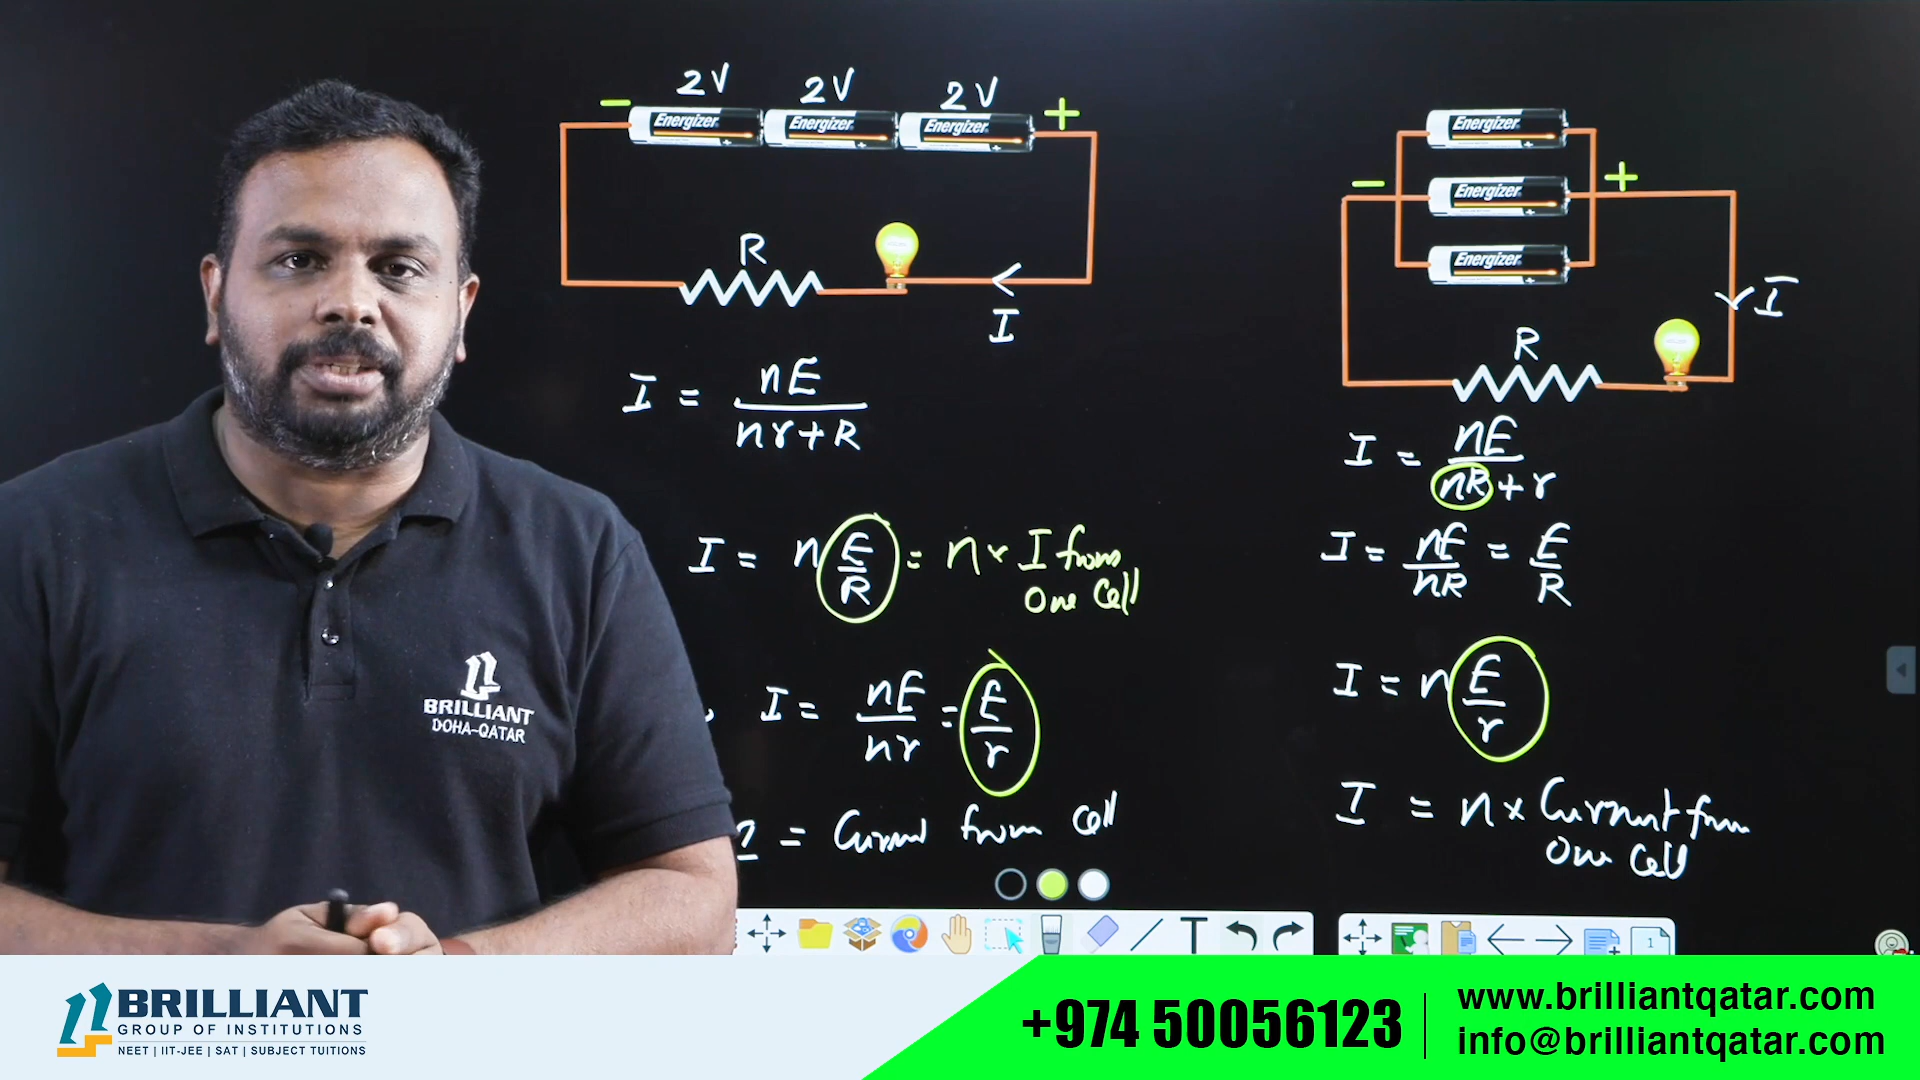 2V 2V 2V
− Energizer Energizer Energizer +
R
I
I = nE / nr+R
I = n E/R = n × I from
One Cell
I = nE/nr = E/r
= Current from Cell
Energizer
− Energizer +
Energizer
I
R
I = nE / nR+r
I = nE/nR = E/R
I = n E/r
I = n × Current from
One Cell
1
BRILLIANT
DOHA-QATAR
BRILLIANT
GROUP OF INSTITUTIONS
NEET | IIT-JEE | SAT | SUBJECT TUITIONS
+974 50056123
www.brilliantqatar.com
info@brilliantqatar.com